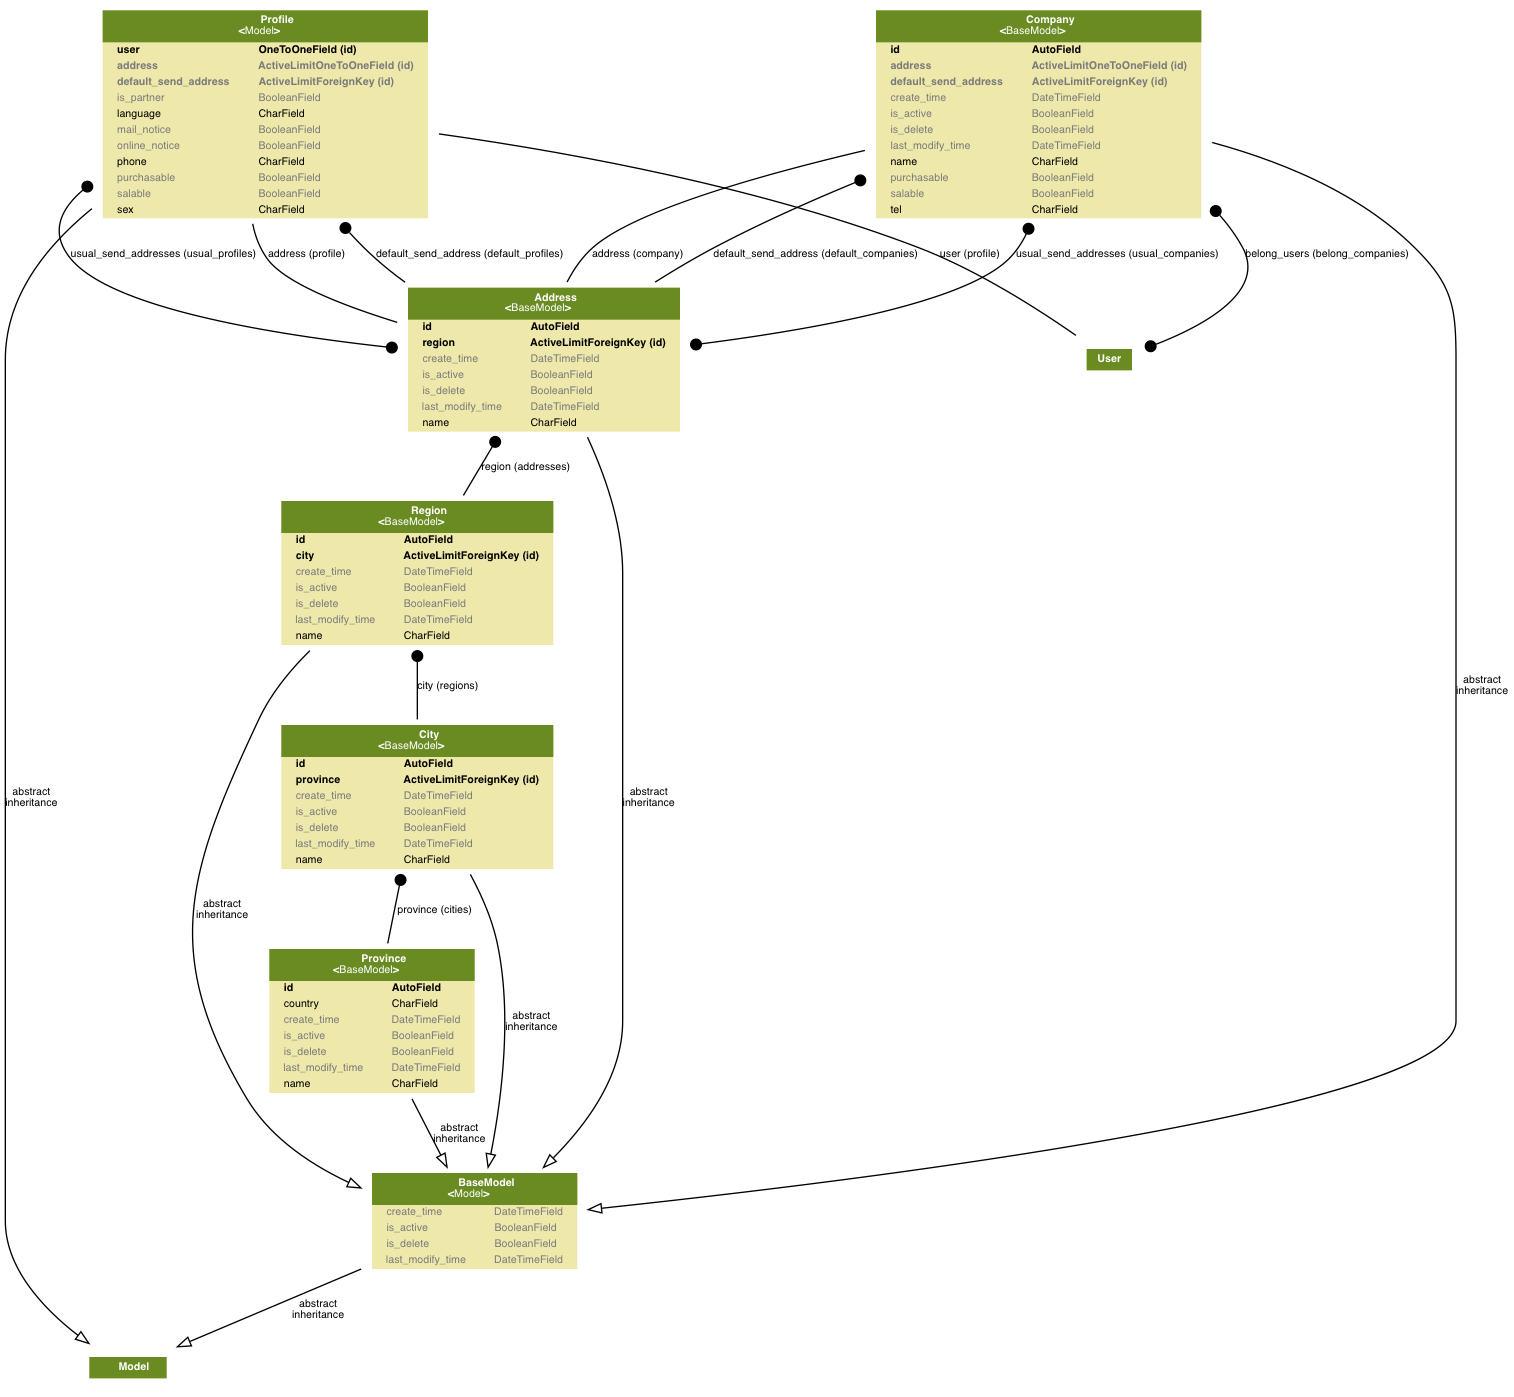 Profile
<Model>
user OneToOneField (id)
address ActiveLimitOneToOneField (id)
default_send_address ActiveLimitForeignKey (id)
is_partner BooleanField
language CharField
mail_notice BooleanField
online_notice BooleanField
phone CharField
purchasable BooleanField
salable BooleanField
sex CharField
Company
<BaseModel>
id AutoField
address ActiveLimitOneToOneField (id)
default_send_address ActiveLimitForeignKey (id)
create_time DateTimeField
is_active BooleanField
is_delete BooleanField
last_modify_time DateTimeField
name CharField
purchasable BooleanField
salable BooleanField
tel CharField
usual_send_addresses (usual_profiles)
address (profile)
default_send_address (default_profiles)
address (company)
default_send_address (default_companies)
user (profile)
usual_send_addresses (usual_companies)
belong_users (belong_companies)
Address
<BaseModel>
id AutoField
region ActiveLimitForeignKey (id)
create_time DateTimeField
is_active BooleanField
is_delete BooleanField
last_modify_time DateTimeField
name CharField
User
region (addresses)
Region
<BaseModel>
id AutoField
city ActiveLimitForeignKey (id)
create_time DateTimeField
is_active BooleanField
is_delete BooleanField
last_modify_time DateTimeField
name CharField
city (regions)
abstract
inheritance
City
<BaseModel>
id AutoField
province ActiveLimitForeignKey (id)
create_time DateTimeField
is_active BooleanField
is_delete BooleanField
last_modify_time DateTimeField
name CharField
abstract
inheritance
abstract
inheritance
abstract
inheritance
province (cities)
Province
<BaseModel>
id AutoField
country CharField
create_time DateTimeField
is_active BooleanField
is_delete BooleanField
last_modify_time DateTimeField
name CharField
abstract
inheritance
abstract
inheritance
BaseModel
<Model>
create_time DateTimeField
is_active BooleanField
is_delete BooleanField
last_modify_time DateTimeField
abstract
inheritance
Model